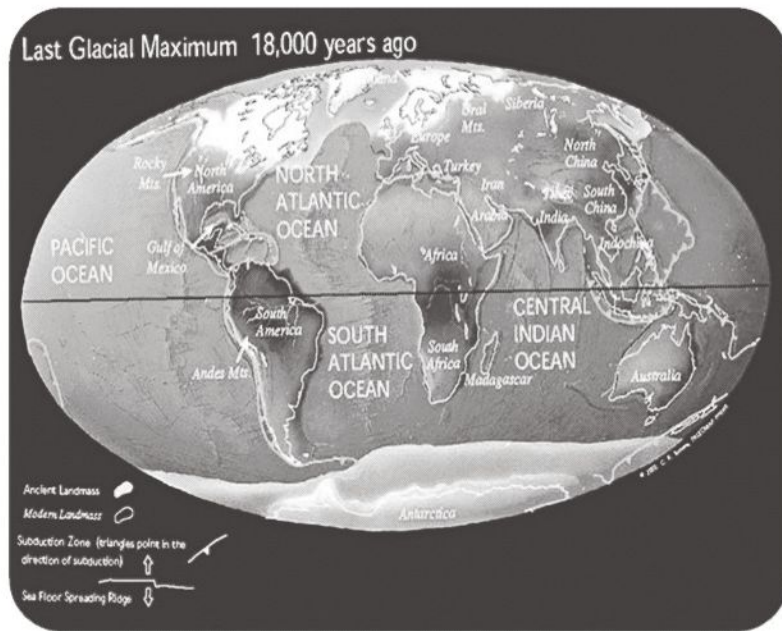 Last Glacial Maximum 18,000 years ago
Siberia
Ural
Mts.
Europe
North
China
Rocky
Mts.
North
America
NORTH
ATLANTIC
OCEAN
Turkey
Iran
Tibet
South
China
Arabia
India
Indochina
PACIFIC
OCEAN
Gulf of
Mexico
Africa
South
America
SOUTH
ATLANTIC
OCEAN
CENTRAL
INDIAN
OCEAN
South
Africa
Madagascar
Andes Mts.
Australia
Antarctica
Ancient Landmass
Modern Landmass
Subduction Zone (triangles point in the
direction of subduction)
Sea Floor Spreading Ridge